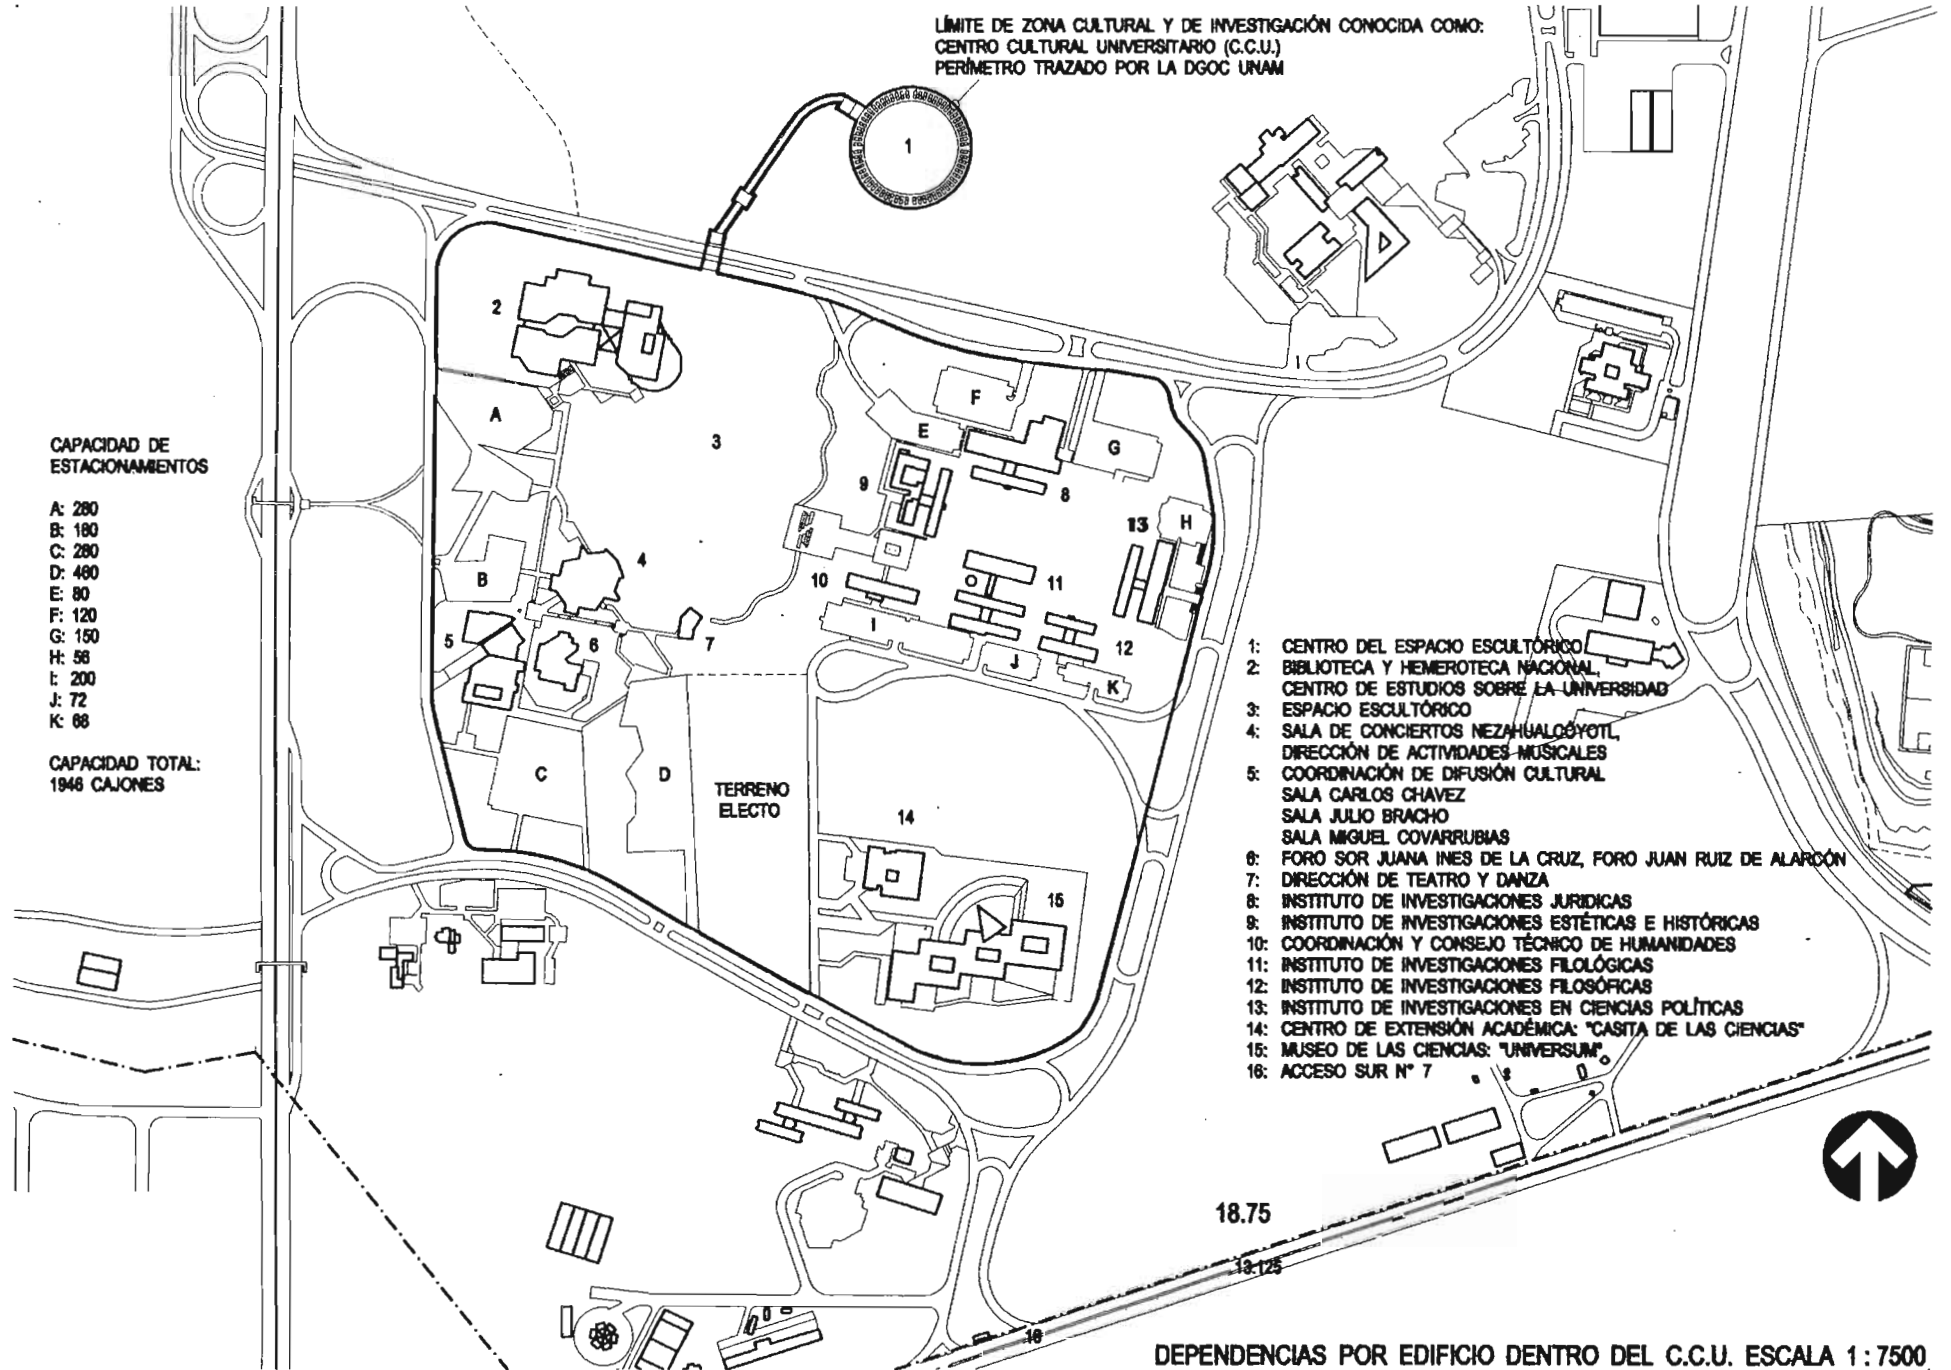 LÍMITE DE ZONA CULTURAL Y DE INVESTIGACIÓN CONOCIDA COMO:
CENTRO CULTURAL UNIVERSITARIO (C.C.U.)
PERÍMETRO TRAZADO POR LA DGOC UNAM
1
2
A
3
F
E
G
9
8
13
H
CAPACIDAD DE
ESTACIONAMIENTOS
A: 280
B: 180
C: 280
D: 460
E: 80
F: 120
G: 150
H: 56
I: 200
J: 72
K: 68
CAPACIDAD TOTAL:
1946 CAJONES
4
B
10
11
5
6
7
I
J
12
K
C
D
TERRENO
ELECTO
14
15
1: CENTRO DEL ESPACIO ESCULTÓRICO
2: BIBLIOTECA Y HEMEROTECA NACIONAL,
CENTRO DE ESTUDIOS SOBRE LA UNIVERSIDAD
3: ESPACIO ESCULTÓRICO
4: SALA DE CONCIERTOS NEZAHUALCÓYOTL,
DIRECCIÓN DE ACTIVIDADES MUSICALES
5: COORDINACIÓN DE DIFUSIÓN CULTURAL
SALA CARLOS CHAVEZ
SALA JULIO BRACHO
SALA MIGUEL COVARRUBIAS
6: FORO SOR JUANA INES DE LA CRUZ, FORO JUAN RUIZ DE ALARCÓN
7: DIRECCIÓN DE TEATRO Y DANZA
8: INSTITUTO DE INVESTIGACIONES JURIDICAS
9: INSTITUTO DE INVESTIGACIONES ESTÉTICAS E HISTÓRICAS
10: COORDINACIÓN Y CONSEJO TÉCNICO DE HUMANIDADES
11: INSTITUTO DE INVESTIGACIONES FILOLÓGICAS
12: INSTITUTO DE INVESTIGACIONES FILOSÓFICAS
13: INSTITUTO DE INVESTIGACIONES EN CIENCIAS POLÍTICAS
14: CENTRO DE EXTENSIÓN ACADÉMICA: "CASITA DE LAS CIENCIAS"
15: MUSEO DE LAS CIENCIAS: "UNIVERSUM"
16: ACCESO SUR N° 7
18.75
13.125
16
DEPENDENCIAS POR EDIFICIO DENTRO DEL C.C.U. ESCALA 1 : 7500